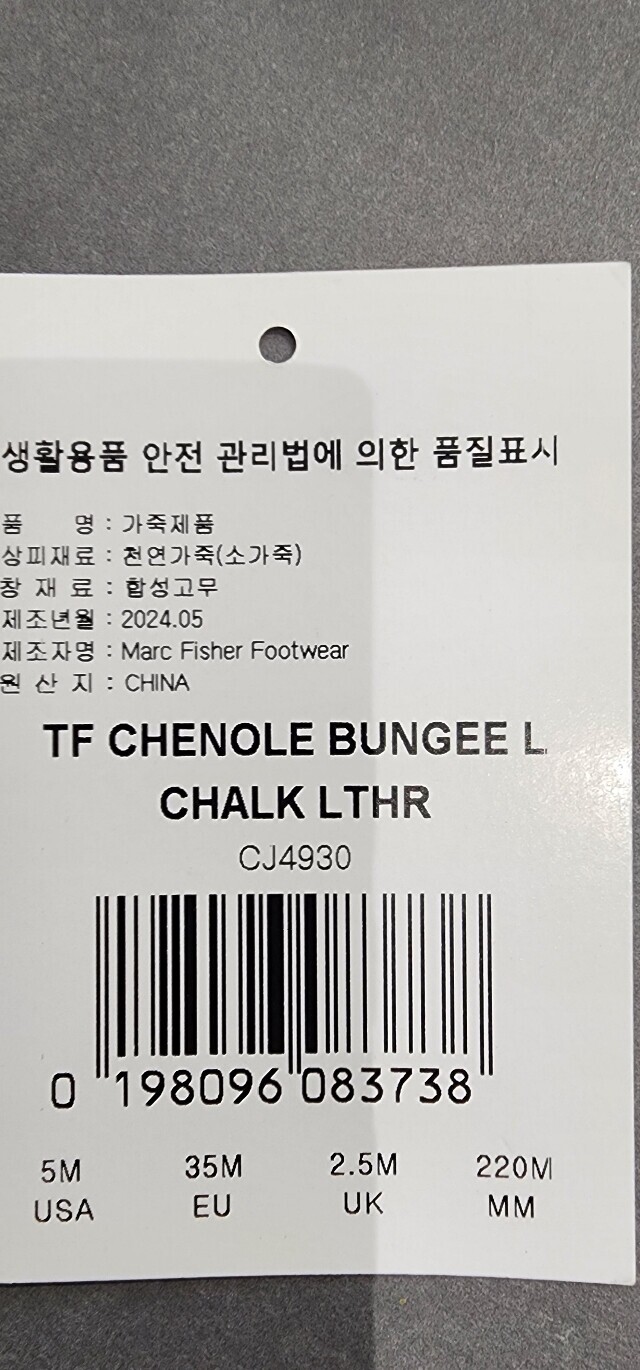 생활용품 안전 관리법에 의한 품질표시
품 명 : 가죽제품
상피재료 : 천연가죽(소가죽)
창 재 료 : 합성고무
제조년월 : 2024.05
제조자명 : Marc Fisher Footwear
원 산 지 : CHINA
TF CHENOLE BUNGEE L
CHALK LTHR
CJ4930
0 198096 083738
5M 35M 2.5M 220M
USA EU UK MM